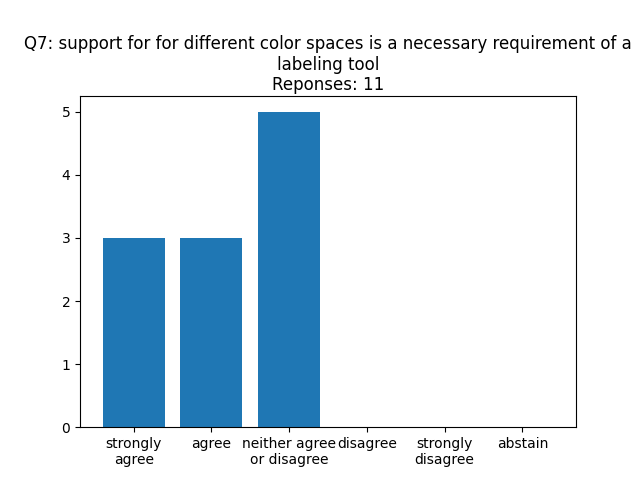 Q7: support for for different color spaces is a necessary requirement of a
labeling tool
Reponses: 11
5
4
3
2
1
0
strongly
agree
agree
neither agree
or disagree
disagree
strongly
disagree
abstain